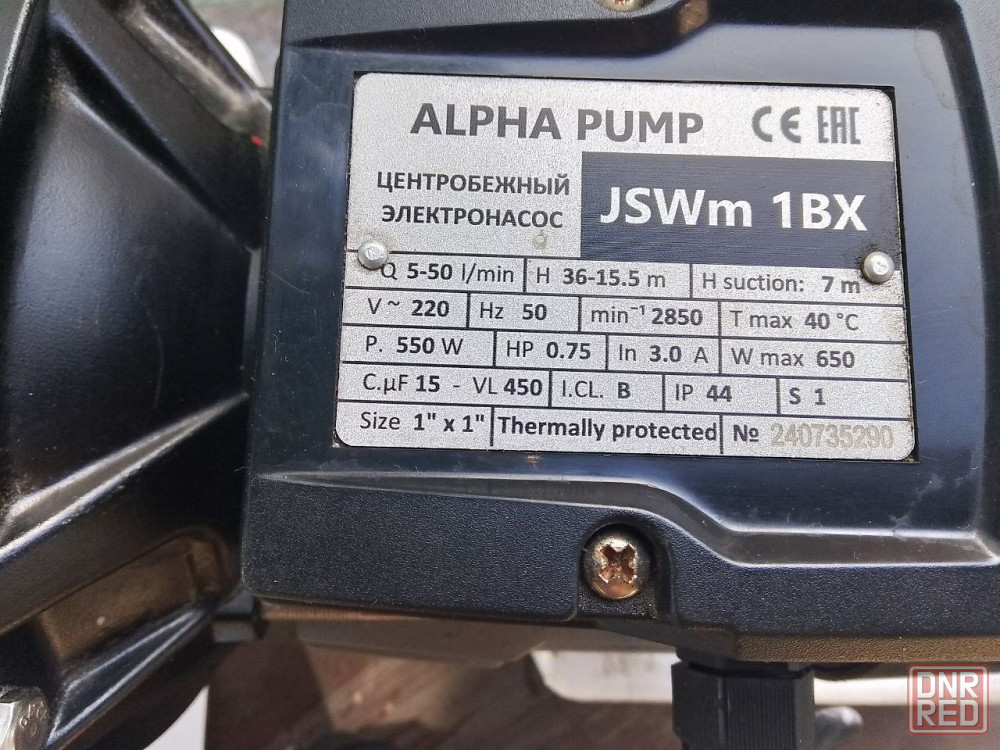 ALPHA PUMP CE EAC
ЦЕНТРОБЕЖНЫЙ
ЭЛЕКТРОНАСОС
JSWm 1BX
Q 5-50 l/min H 36-15.5 m H suction: 7 m
V~ 220 Hz 50 min⁻¹ 2850 T max 40 °C
P. 550 W HP 0.75 In 3.0 A W max 650
C.µF 15 - VL 450 I.CL. B IP 44 S 1
Size 1" x 1" Thermally protected № 240735290
DNR
RED